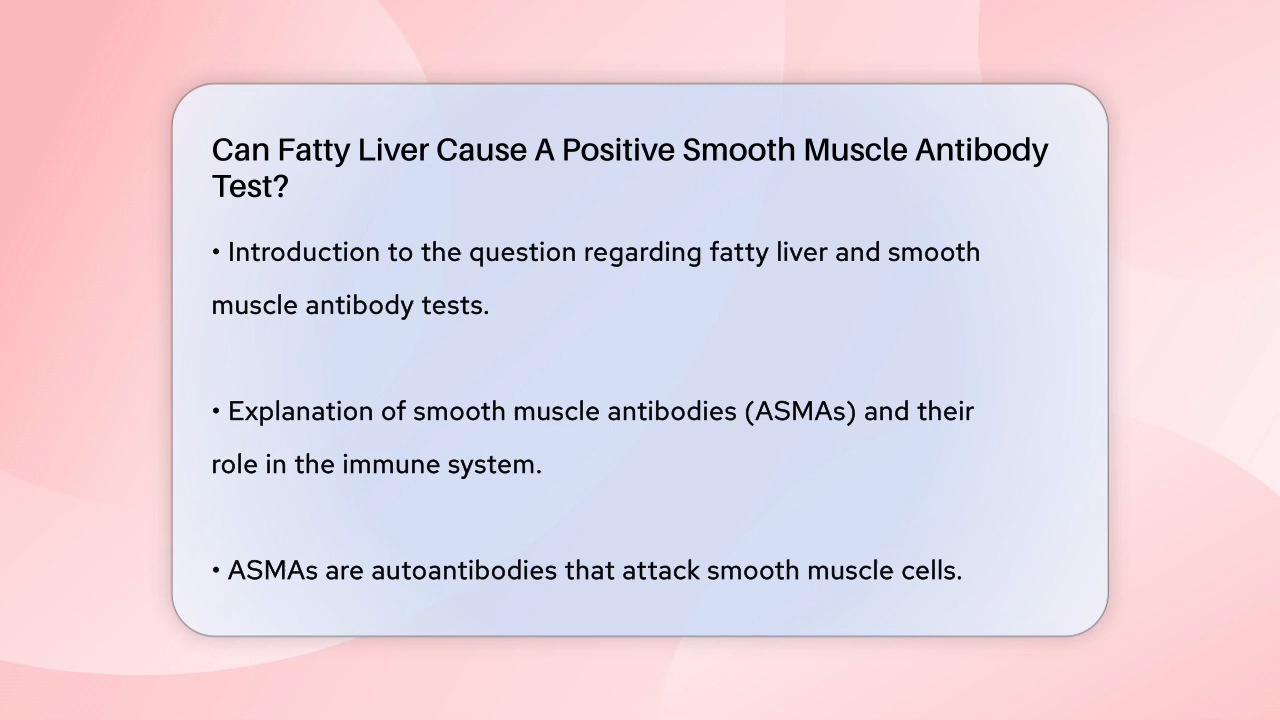 Can Fatty Liver Cause A Positive Smooth Muscle Antibody
Test?
• Introduction to the question regarding fatty liver and smooth
muscle antibody tests.
• Explanation of smooth muscle antibodies (ASMAs) and their
role in the immune system.
• ASMAs are autoantibodies that attack smooth muscle cells.